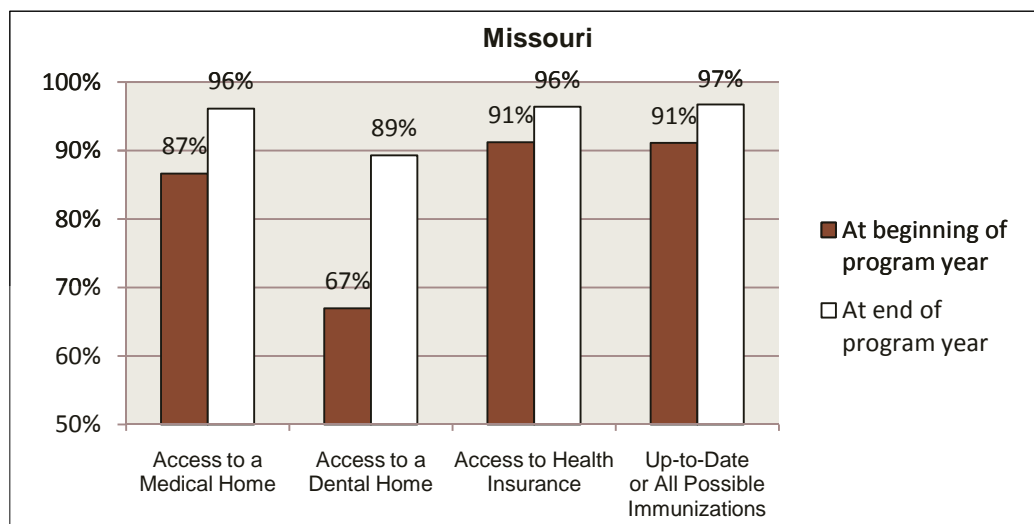 Missouri
100%
90%
80%
70%
60%
50%
87%
96%
67%
89%
91%
96%
91%
97%
Access to a
Medical Home
Access to a
Dental Home
Access to Health
Insurance
Up-to-Date
or All Possible
Immunizations
At beginning of
program year
At end of
program year